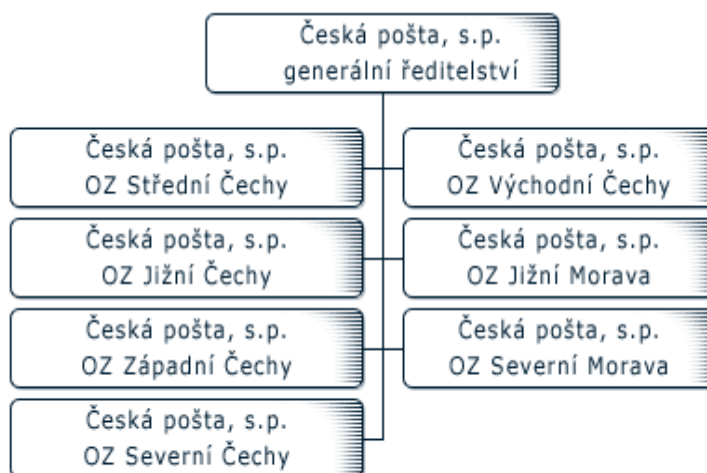 Česká pošta, s.p.
generální ředitelství
Česká pošta, s.p.
OZ Střední Čechy
Česká pošta, s.p.
OZ Východní Čechy
Česká pošta, s.p.
OZ Jižní Čechy
Česká pošta, s.p.
OZ Jižní Morava
Česká pošta, s.p.
OZ Západní Čechy
Česká pošta, s.p.
OZ Severní Morava
Česká pošta, s.p.
OZ Severní Čechy